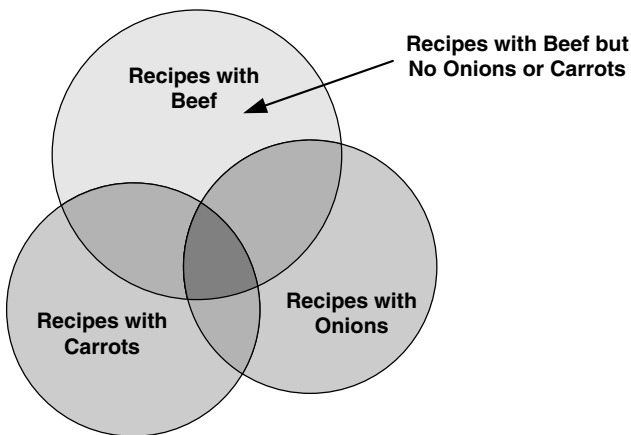 Recipes with
Beef
Recipes with Beef but
No Onions or Carrots
Recipes with
Carrots
Recipes with
Onions